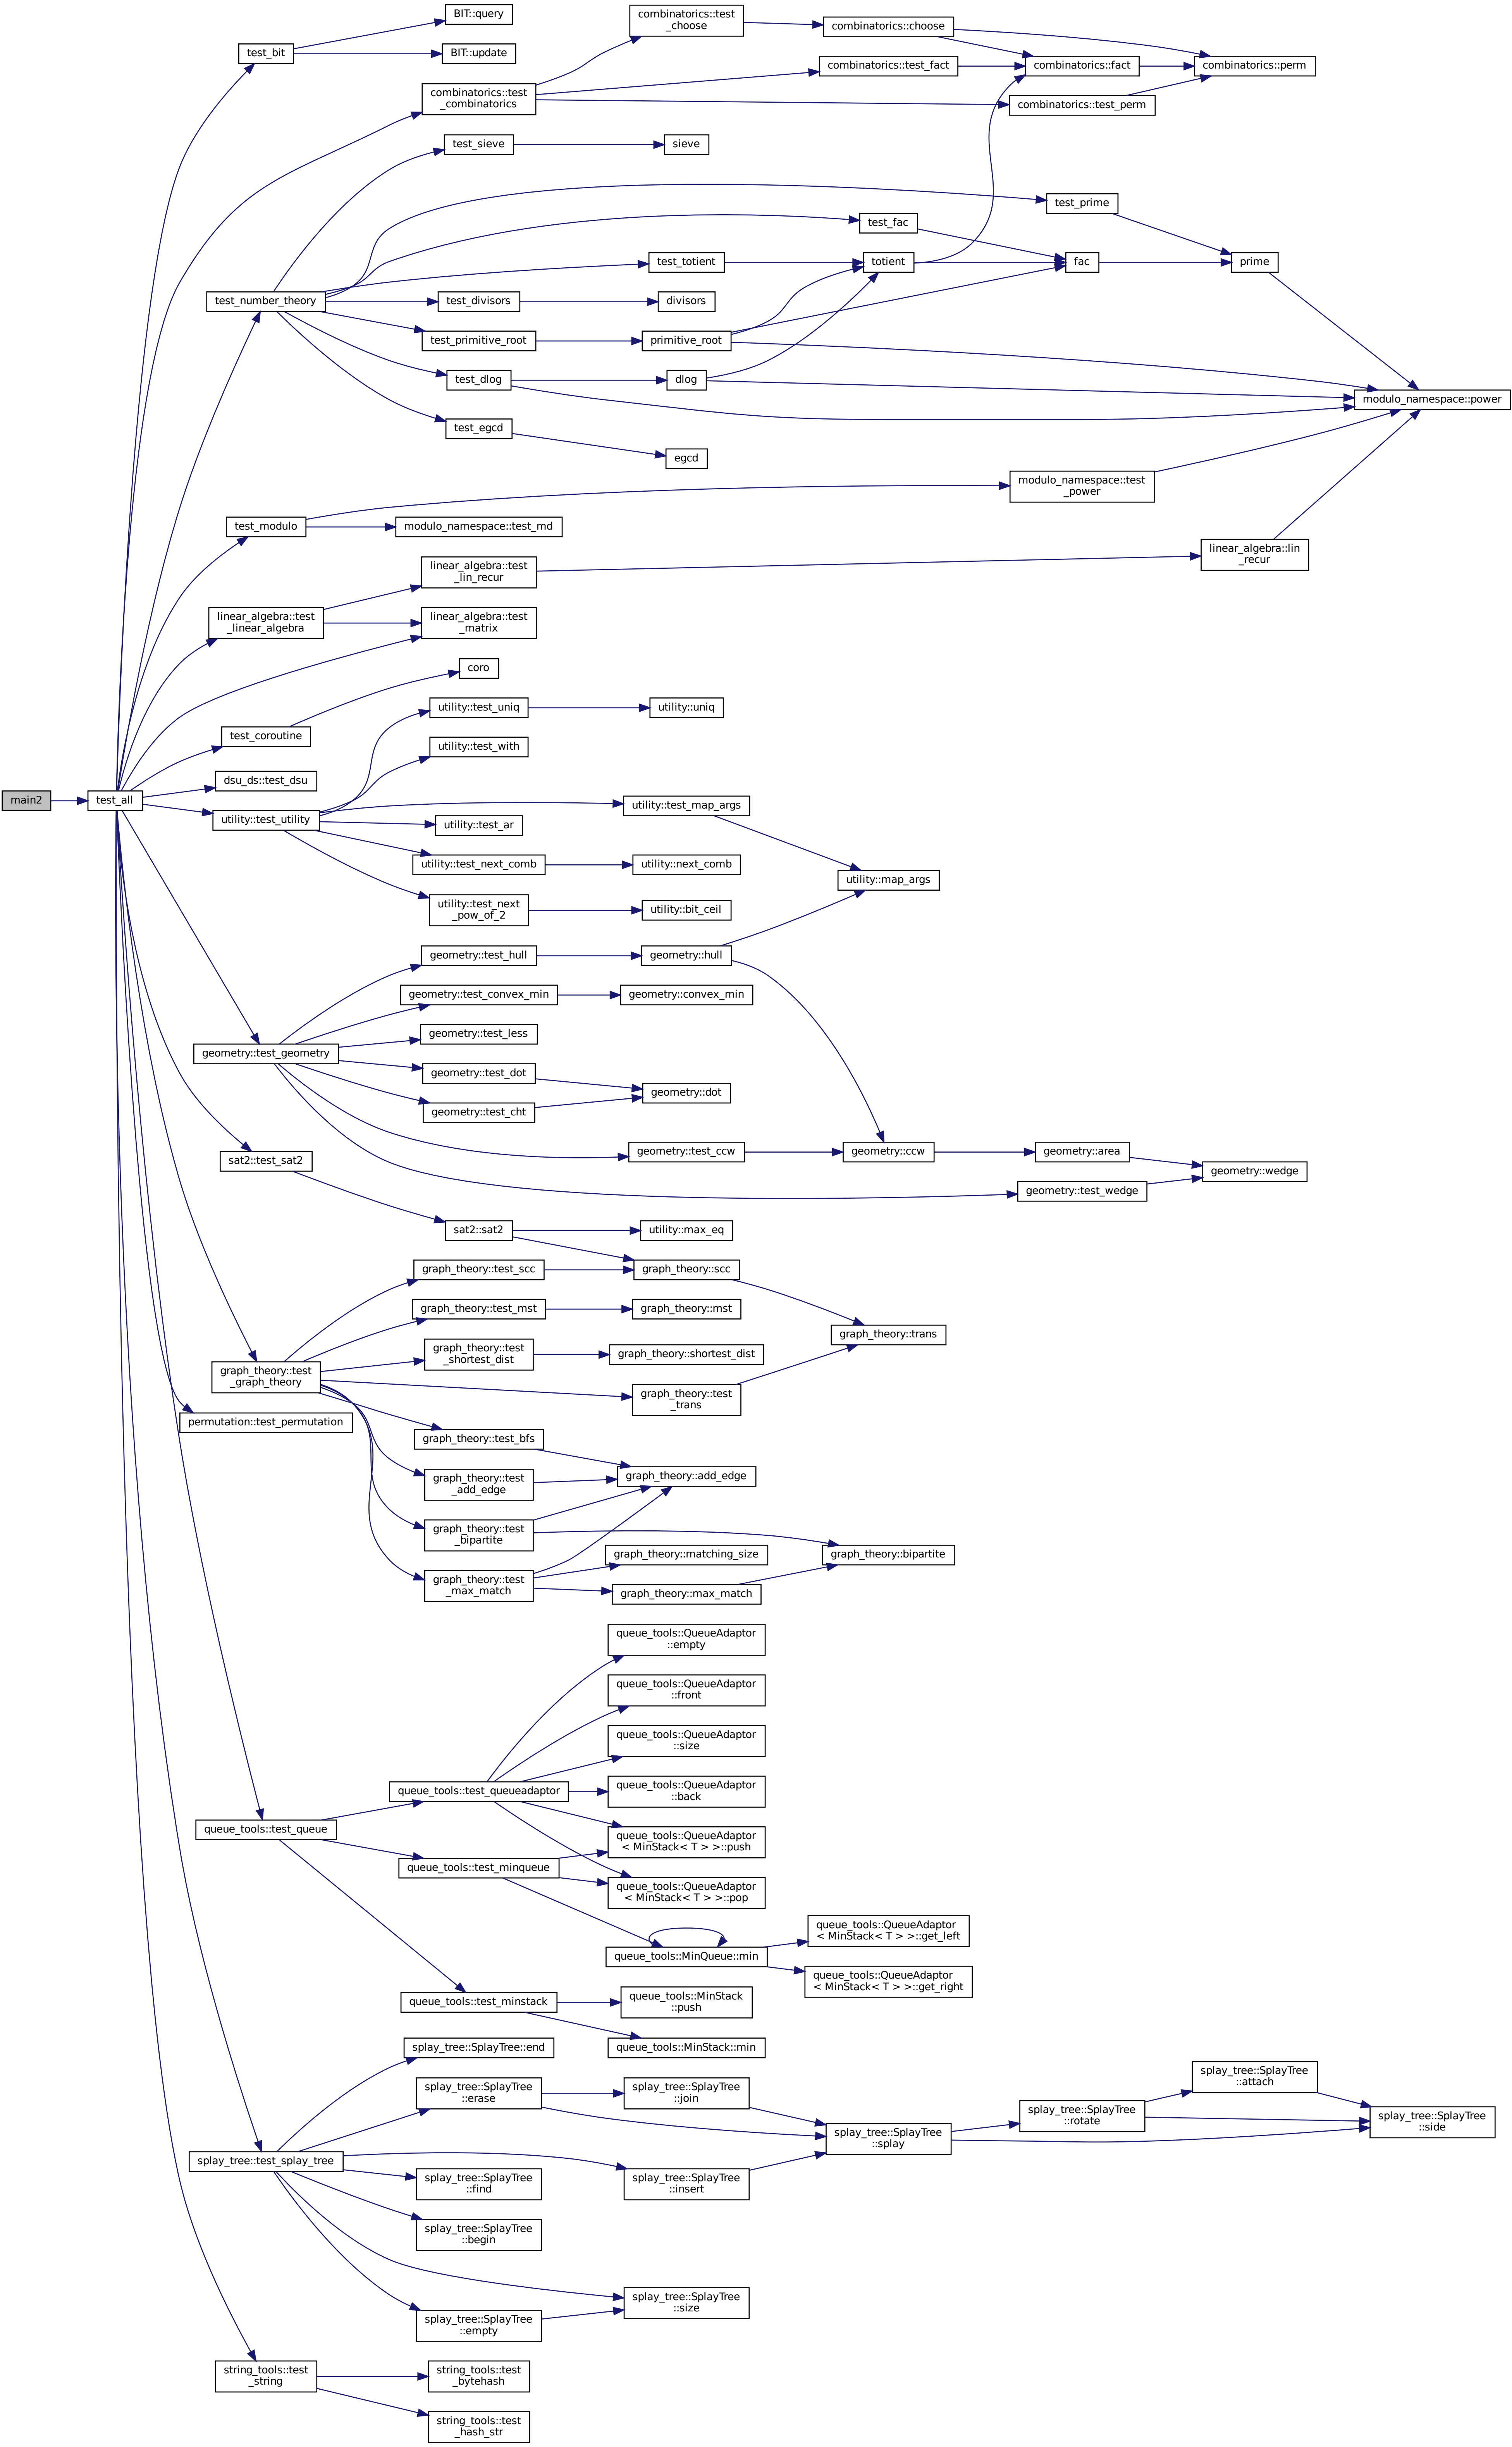 BIT::query
combinatorics::test
_choose
combinatorics::choose
test_bit
BIT::update
combinatorics::test_fact
combinatorics::fact
combinatorics::perm
combinatorics::test
_combinatorics
combinatorics::test_perm
test_sieve
sieve
test_prime
test_fac
test_totient
totient
fac
prime
test_number_theory
test_divisors
divisors
test_primitive_root
primitive_root
test_dlog
dlog
modulo_namespace::power
test_egcd
egcd
modulo_namespace::test
_power
test_modulo
modulo_namespace::test_md
linear_algebra::lin
_recur
linear_algebra::test
_lin_recur
linear_algebra::test
_linear_algebra
linear_algebra::test
_matrix
coro
utility::test_uniq
utility::uniq
test_coroutine
utility::test_with
dsu_ds::test_dsu
main2
test_all
utility::test_map_args
utility::test_utility
utility::test_ar
utility::test_next_comb
utility::next_comb
utility::map_args
utility::test_next
_pow_of_2
utility::bit_ceil
geometry::test_hull
geometry::hull
geometry::test_convex_min
geometry::convex_min
geometry::test_less
geometry::test_geometry
geometry::test_dot
geometry::dot
geometry::test_cht
geometry::test_ccw
geometry::ccw
geometry::area
sat2::test_sat2
geometry::wedge
geometry::test_wedge
sat2::sat2
utility::max_eq
graph_theory::test_scc
graph_theory::scc
graph_theory::test_mst
graph_theory::mst
graph_theory::trans
graph_theory::test
_shortest_dist
graph_theory::shortest_dist
graph_theory::test
_graph_theory
graph_theory::test
_trans
permutation::test_permutation
graph_theory::test_bfs
graph_theory::add_edge
graph_theory::test
_add_edge
graph_theory::test
_bipartite
graph_theory::matching_size
graph_theory::bipartite
graph_theory::test
_max_match
graph_theory::max_match
queue_tools::QueueAdaptor
::empty
queue_tools::QueueAdaptor
::front
queue_tools::QueueAdaptor
::size
queue_tools::test_queueadaptor
queue_tools::QueueAdaptor
::back
queue_tools::test_queue
queue_tools::QueueAdaptor
< MinStack< T > >::push
queue_tools::test_minqueue
queue_tools::QueueAdaptor
< MinStack< T > >::pop
queue_tools::QueueAdaptor
< MinStack< T > >::get_left
queue_tools::MinQueue::min
queue_tools::QueueAdaptor
< MinStack< T > >::get_right
queue_tools::test_minstack
queue_tools::MinStack
::push
queue_tools::MinStack::min
splay_tree::SplayTree::end
splay_tree::SplayTree
::attach
splay_tree::SplayTree
::erase
splay_tree::SplayTree
::join
splay_tree::SplayTree
::rotate
splay_tree::SplayTree
::side
splay_tree::SplayTree
::splay
splay_tree::test_splay_tree
splay_tree::SplayTree
::find
splay_tree::SplayTree
::insert
splay_tree::SplayTree
::begin
splay_tree::SplayTree
::size
splay_tree::SplayTree
::empty
string_tools::test
_string
string_tools::test
_bytehash
string_tools::test
_hash_str